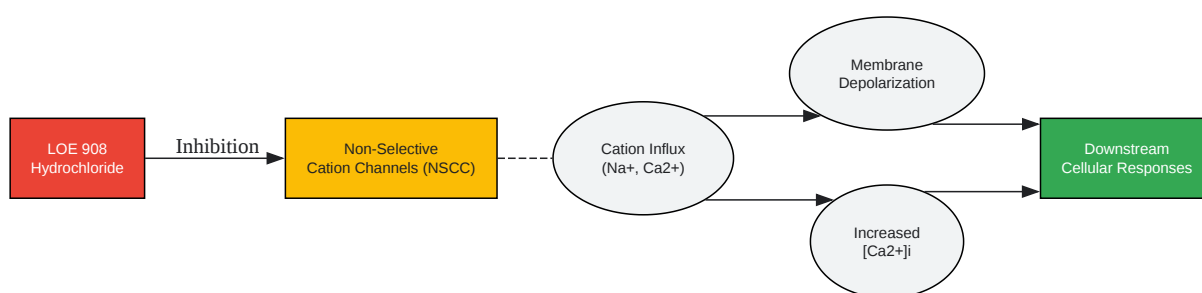 LOE 908
Hydrochloride
Inhibition
Non-Selective
Cation Channels (NSCC)
Cation Influx
(Na+, Ca2+)
Membrane
Depolarization
Increased
[Ca2+]i
Downstream
Cellular Responses